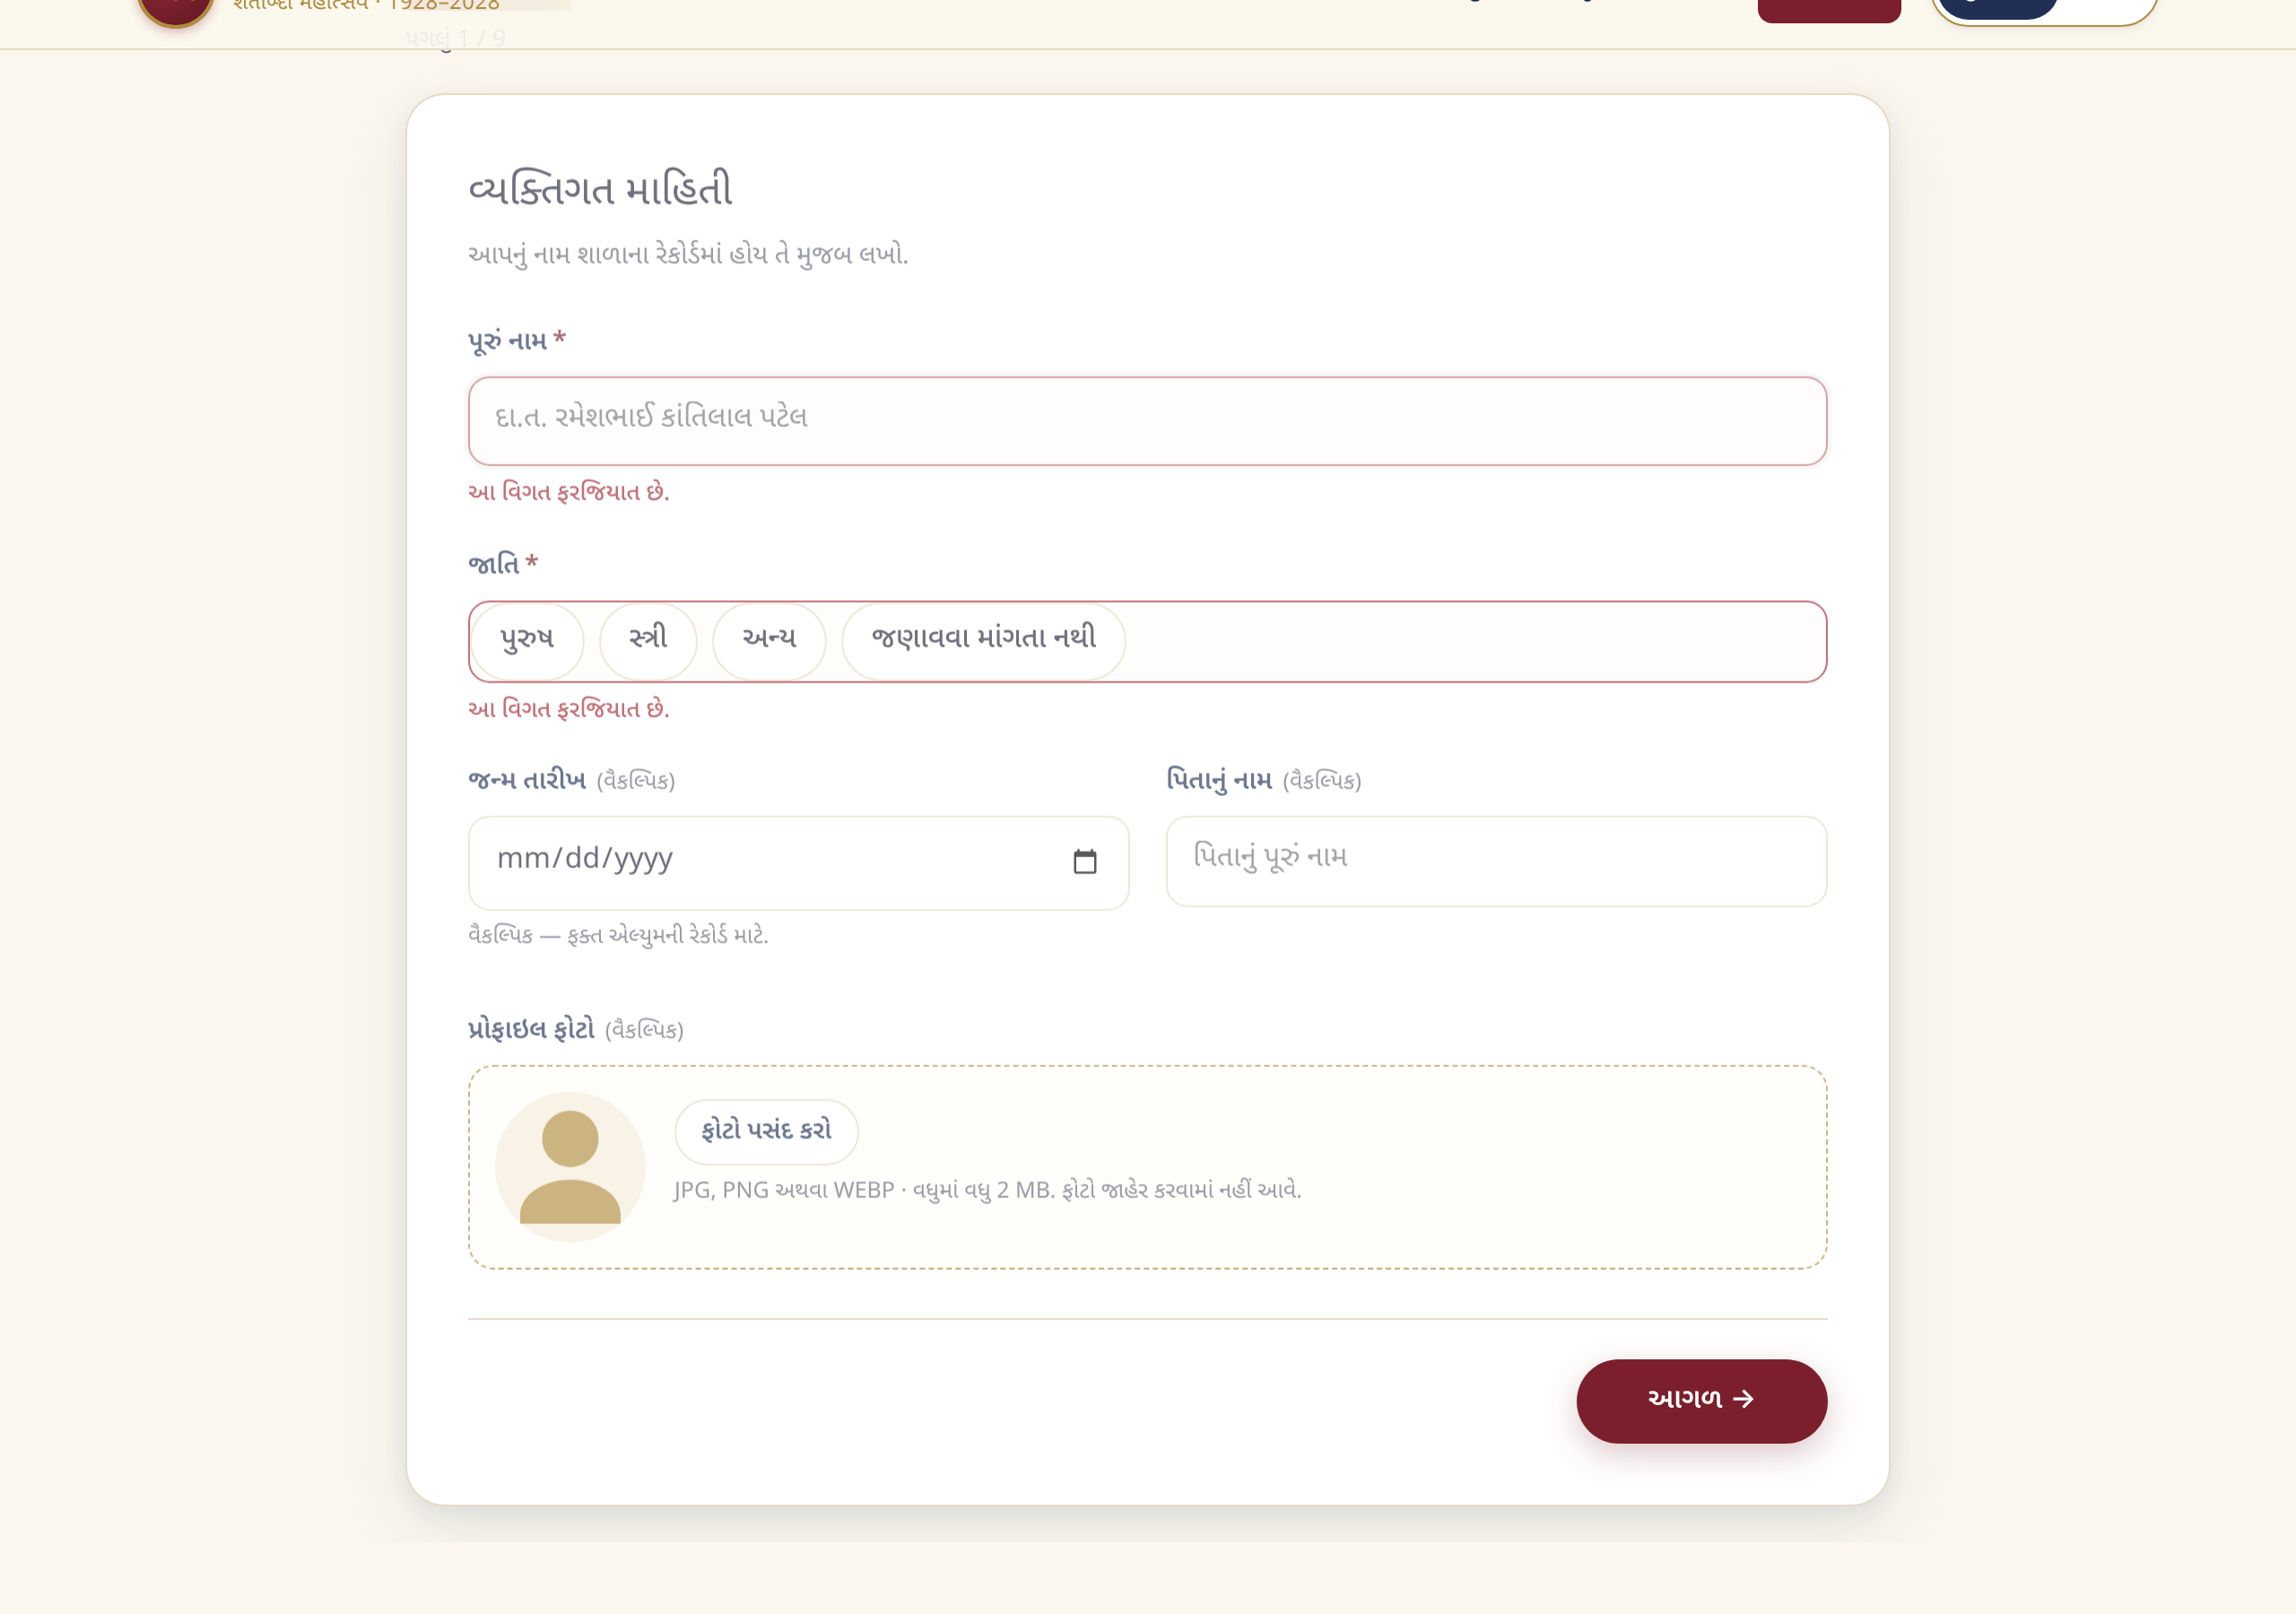 શતાબ્દી મહોત્સવ · 1928–2028
પગલું 1 / 9
વ્યક્તિગત માહિતી
આપનું નામ શાળાના રેકોર્ડમાં હોય તે મુજબ લખો.
પૂરું નામ *
દા.ત. રમેશભાઈ કાંતિલાલ પટેલ
આ વિગત ફરજિયાત છે.
જાતિ *
પુરુષ સ્ત્રી અન્ય જણાવવા માંગતા નથી
આ વિગત ફરજિયાત છે.
જન્મ તારીખ (વૈકલ્પિક) પિતાનું નામ (વૈકલ્પિક)
mm/dd/yyyy પિતાનું પૂરું નામ
વૈકલ્પિક — ફક્ત એલ્યુમની રેકોર્ડ માટે.
પ્રોફાઇલ ફોટો (વૈકલ્પિક)
ફોટો પસંદ કરો
JPG, PNG અથવા WEBP · વધુમાં વધુ 2 MB. ફોટો જાહેર કરવામાં નહીં આવે.
આગળ →